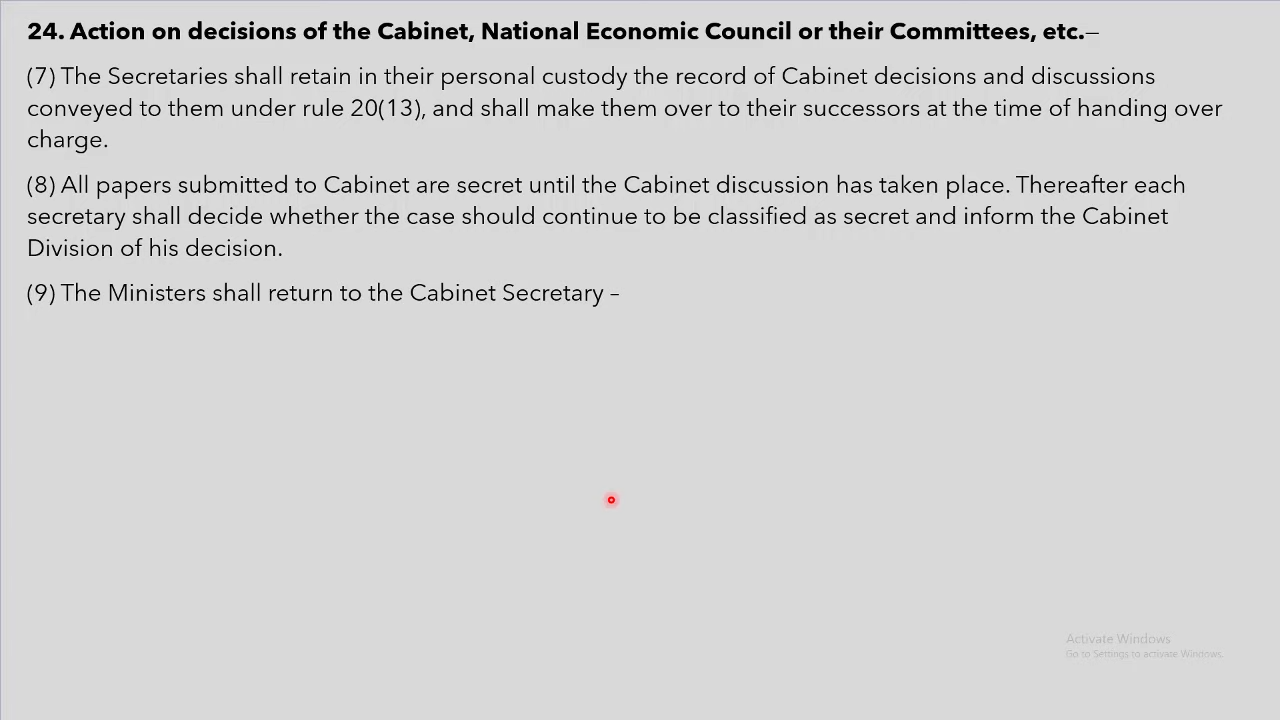 24. Action on decisions of the Cabinet, National Economic Council or their Committees, etc.—
(7) The Secretaries shall retain in their personal custody the record of Cabinet decisions and discussions
conveyed to them under rule 20(13), and shall make them over to their successors at the time of handing over
charge.
(8) All papers submitted to Cabinet are secret until the Cabinet discussion has taken place. Thereafter each
secretary shall decide whether the case should continue to be classified as secret and inform the Cabinet
Division of his decision.
(9) The Ministers shall return to the Cabinet Secretary –
Activate Windows
Go to Settings to activate Windows.